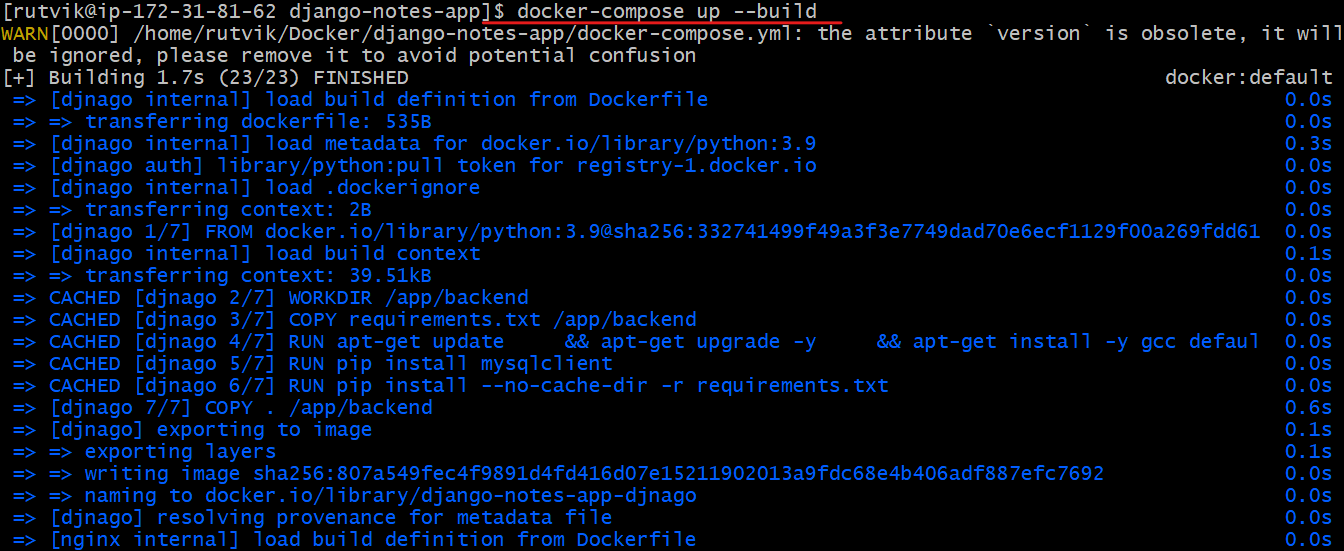 [rutvik@ip-172-31-81-62 django-notes-app]$ docker-compose up --build
WARN[0000] /home/rutvik/Docker/django-notes-app/docker-compose.yml: the attribute `version` is obsolete, it will
be ignored, please remove it to avoid potential confusion
[+] Building 1.7s (23/23) FINISHED docker:default
=> [djnago internal] load build definition from Dockerfile 0.0s
=> => transferring dockerfile: 535B 0.0s
=> [djnago internal] load metadata for docker.io/library/python:3.9 0.3s
=> [djnago auth] library/python:pull token for registry-1.docker.io 0.0s
=> [djnago internal] load .dockerignore 0.0s
=> => transferring context: 2B 0.0s
=> [djnago 1/7] FROM docker.io/library/python:3.9@sha256:332741499f49a3f3e7749dad70e6ecf1129f00a269fdd61 0.0s
=> [djnago internal] load build context 0.1s
=> => transferring context: 39.51kB 0.0s
=> CACHED [djnago 2/7] WORKDIR /app/backend 0.0s
=> CACHED [djnago 3/7] COPY requirements.txt /app/backend 0.0s
=> CACHED [djnago 4/7] RUN apt-get update && apt-get upgrade -y && apt-get install -y gcc defaul 0.0s
=> CACHED [djnago 5/7] RUN pip install mysqlclient 0.0s
=> CACHED [djnago 6/7] RUN pip install --no-cache-dir -r requirements.txt 0.0s
=> [djnago 7/7] COPY . /app/backend 0.6s
=> [djnago] exporting to image 0.1s
=> => exporting layers 0.1s
=> => writing image sha256:807a549fec4f9891d4fd416d07e15211902013a9fdc68e4b406adf887efc7692 0.0s
=> => naming to docker.io/library/django-notes-app-djnago 0.0s
=> [djnago] resolving provenance for metadata file 0.0s
=> [nginx internal] load build definition from Dockerfile 0.0s